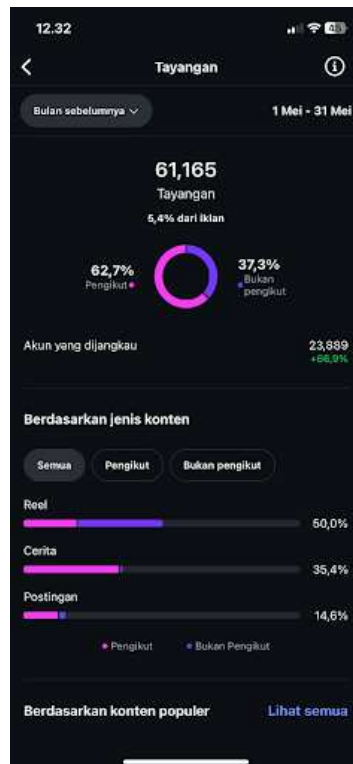 12.32
45
Tayangan
Bulan sebelumnya
1 Mei - 31 Mei
61,165
Tayangan
5,4% dari iklan
62,7%
Pengikut
37,3%
Bukan
pengikut
Akun yang dijangkau
23,889
+66,9%
Berdasarkan jenis konten
Semua
Pengikut
Bukan pengikut
Reel
50,0%
Cerita
35,4%
Postingan
14,6%
Pengikut
Bukan Pengikut
Berdasarkan konten populer
Lihat semua